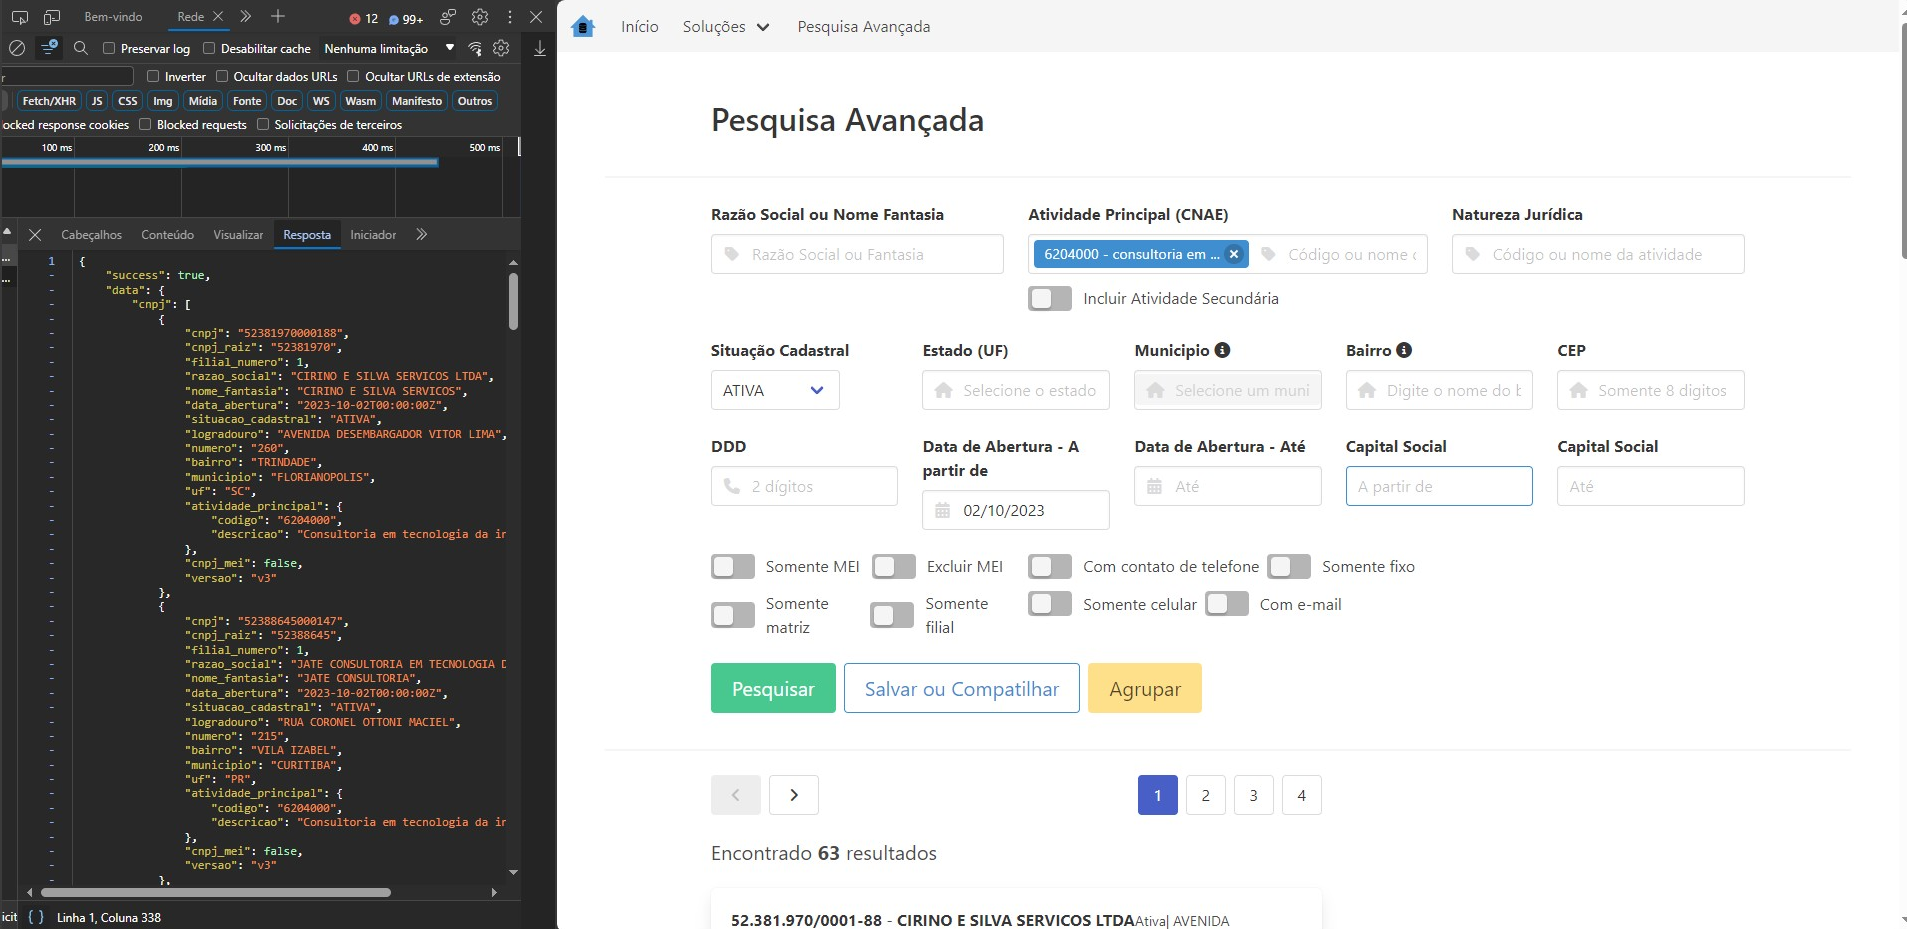 Bem-vindo
Rede
12
99+
Preservar log
Desabilitar cache
Nenhuma limitação
Inverter
Ocultar dados URLs
Ocultar URLs de extensão
Fetch/XHR
JS
CSS
Img
Mídia
Fonte
Doc
WS
Wasm
Manifesto
Outros
ocked response cookies
Blocked requests
Solicitações de terceiros
100 ms
200 ms
300 ms
400 ms
500 ms
Cabeçalhos
Conteúdo
Visualizar
Resposta
Iniciador
1 {
"success": true,
"data": {
"cnpj": [
{
"cnpj": "52381970000188",
"cnpj_raiz": "52381970",
"filial_numero": 1,
"razao_social": "CIRINO E SILVA SERVICOS LTDA",
"nome_fantasia": "CIRINO E SILVA SERVICOS",
"data_abertura": "2023-10-02T00:00:00Z",
"situacao_cadastral": "ATIVA",
"logradouro": "AVENIDA DESEMBARGADOR VITOR LIMA",
"numero": "260",
"bairro": "TRINDADE",
"municipio": "FLORIANOPOLIS",
"uf": "SC",
"atividade_principal": {
"codigo": "6204000",
"descricao": "Consultoria em tecnologia da in
},
"cnpj_mei": false,
"versao": "v3"
},
{
"cnpj": "52388645000147",
"cnpj_raiz": "52388645",
"filial_numero": 1,
"razao_social": "JATE CONSULTORIA EM TECNOLOGIA D
"nome_fantasia": "JATE CONSULTORIA",
"data_abertura": "2023-10-02T00:00:00Z",
"situacao_cadastral": "ATIVA",
"logradouro": "RUA CORONEL OTTONI MACIEL",
"numero": "215",
"bairro": "VILA IZABEL",
"municipio": "CURITIBA",
"uf": "PR",
"atividade_principal": {
"codigo": "6204000",
"descricao": "Consultoria em tecnologia da in
},
"cnpj_mei": false,
"versao": "v3"
},
icit
{ } Linha 1, Coluna 338
Início
Soluções
Pesquisa Avançada
Pesquisa Avançada
Razão Social ou Nome Fantasia
Razão Social ou Fantasia
Atividade Principal (CNAE)
6204000 - consultoria em ...
Código ou nome
Incluir Atividade Secundária
Natureza Jurídica
Código ou nome da atividade
Situação Cadastral
ATIVA
Estado (UF)
Selecione o estado
Municipio
Selecione um muni
Bairro
Digite o nome do b
CEP
Somente 8 digitos
DDD
2 dígitos
Data de Abertura - A
partir de
02/10/2023
Data de Abertura - Até
Até
Capital Social
A partir de
Capital Social
Até
Somente MEI
Excluir MEI
Com contato de telefone
Somente fixo
Somente
matriz
Somente
filial
Somente celular
Com e-mail
Pesquisar
Salvar ou Compatilhar
Agrupar
1
2
3
4
Encontrado 63 resultados
52.381.970/0001-88 - CIRINO E SILVA SERVICOS LTDAAtiva| AVENIDA